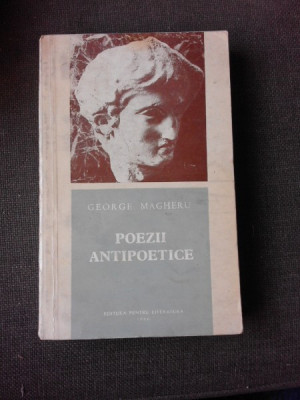 GEORGE MAGHERU
POEZII
ANTIPOETICE
EDITURA PENTRU LITERATURĂ